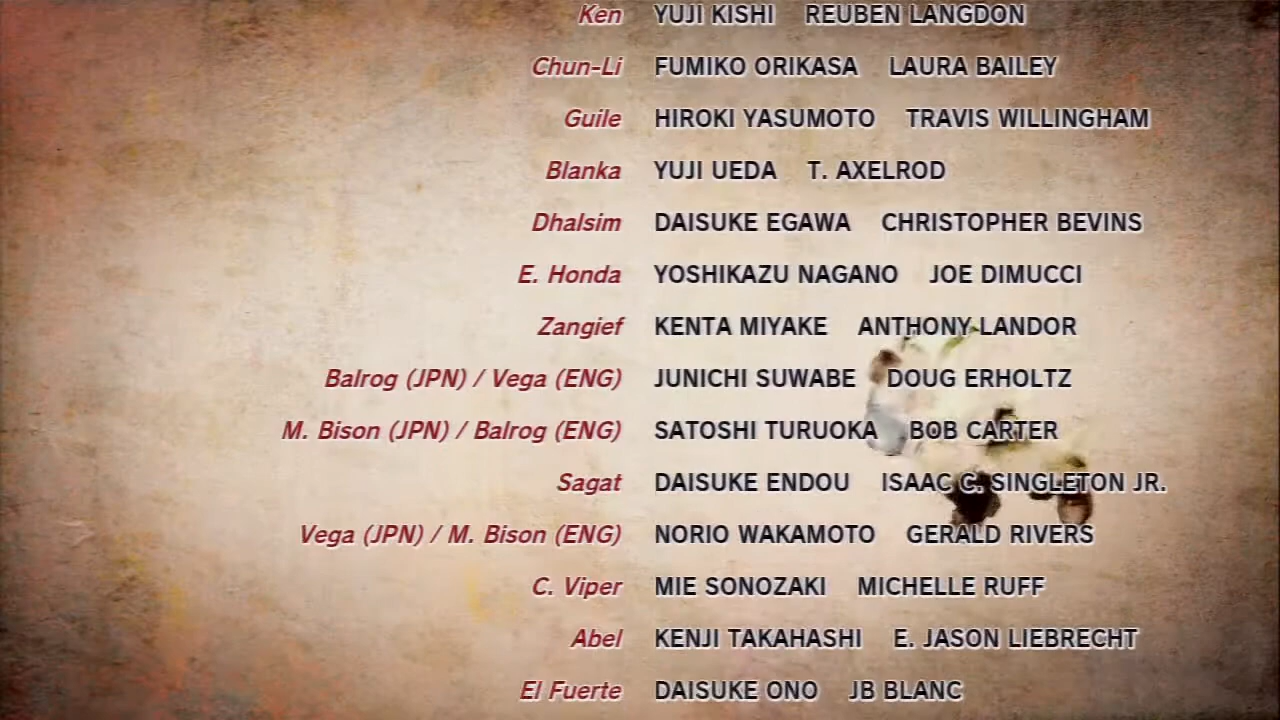 Ken YUJI KISHI REUBEN LANGDON
Chun-Li FUMIKO ORIKASA LAURA BAILEY
Guile HIROKI YASUMOTO TRAVIS WILLINGHAM
Blanka YUJI UEDA T. AXELROD
Dhalsim DAISUKE EGAWA CHRISTOPHER BEVINS
E. Honda YOSHIKAZU NAGANO JOE DIMUCCI
Zangief KENTA MIYAKE ANTHONY LANDOR
Balrog (JPN) / Vega (ENG) JUNICHI SUWABE DOUG ERHOLTZ
M. Bison (JPN) / Balrog (ENG) SATOSHI TURUOKA BOB CARTER
Sagat DAISUKE ENDOU ISAAC C. SINGLETON JR.
Vega (JPN) / M. Bison (ENG) NORIO WAKAMOTO GERALD RIVERS
C. Viper MIE SONOZAKI MICHELLE RUFF
Abel KENJI TAKAHASHI E. JASON LIEBRECHT
El Fuerte DAISUKE ONO JB BLANC